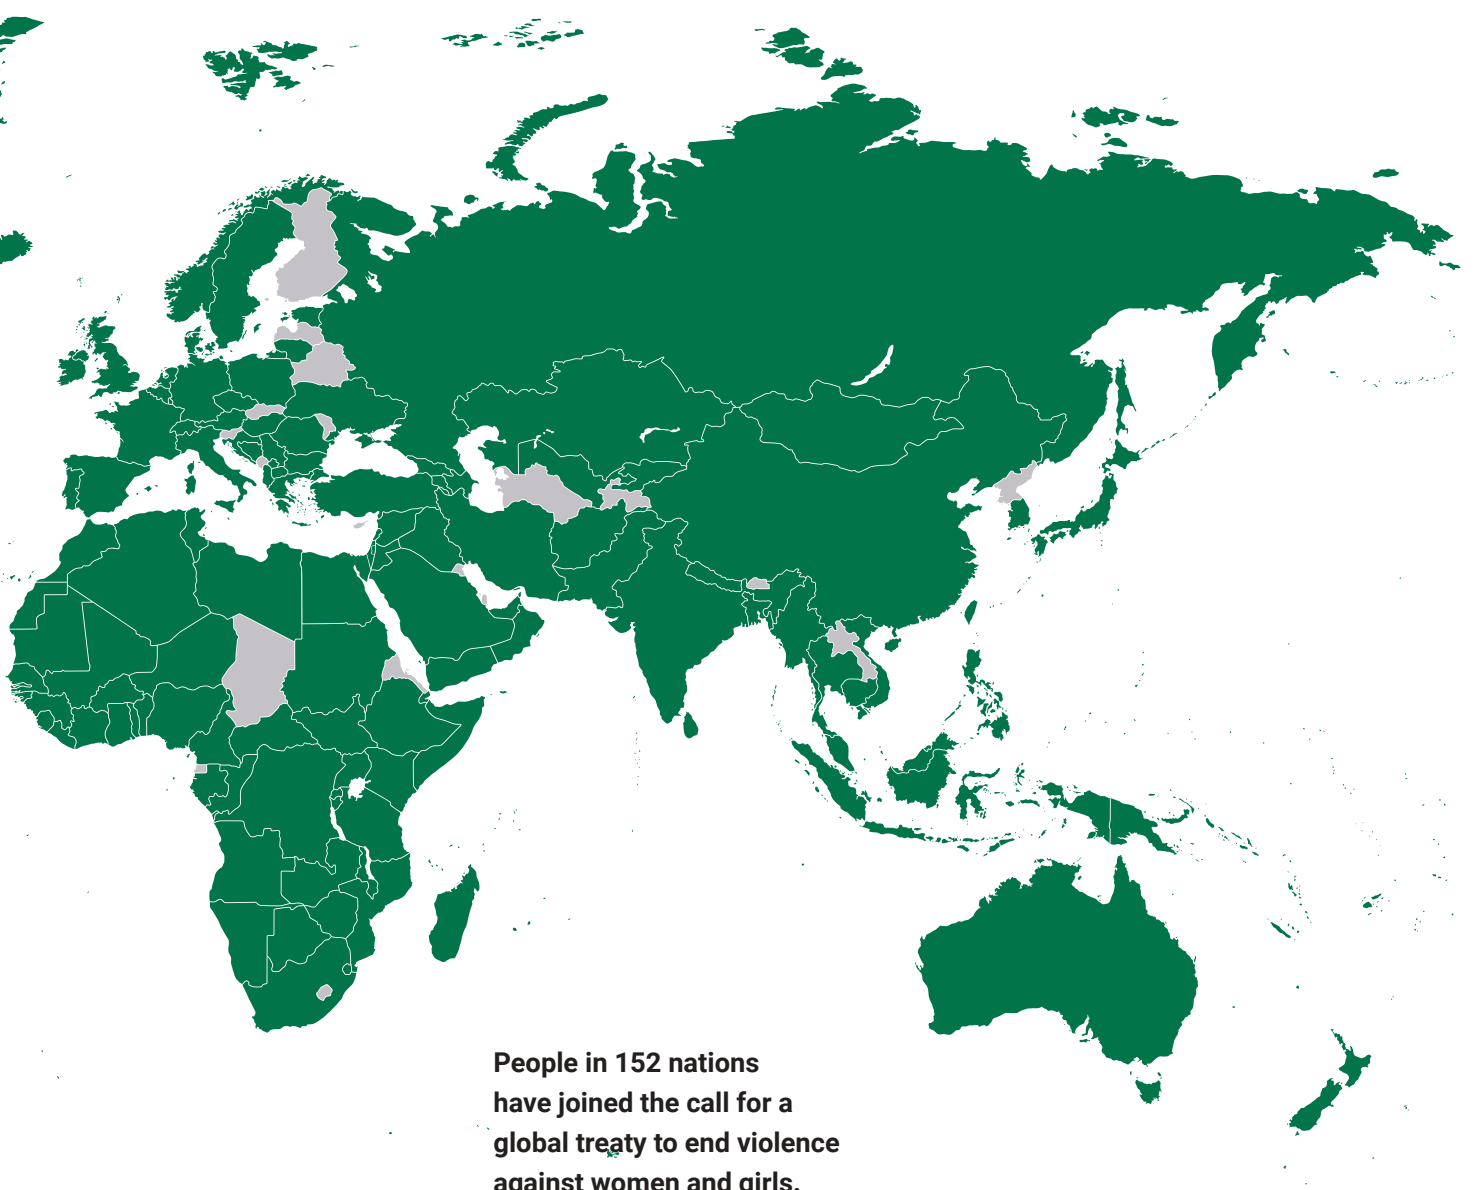 People in 152 nations
have joined the call for a
global treaty to end violence
against women and girls.